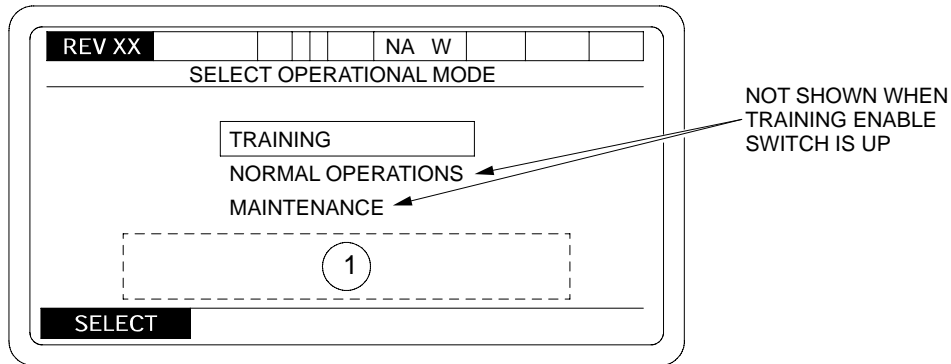 REV XX NA W
SELECT OPERATIONAL MODE
TRAINING
NORMAL OPERATIONS
MAINTENANCE
1
SELECT
NOT SHOWN WHEN
TRAINING ENABLE
SWITCH IS UP